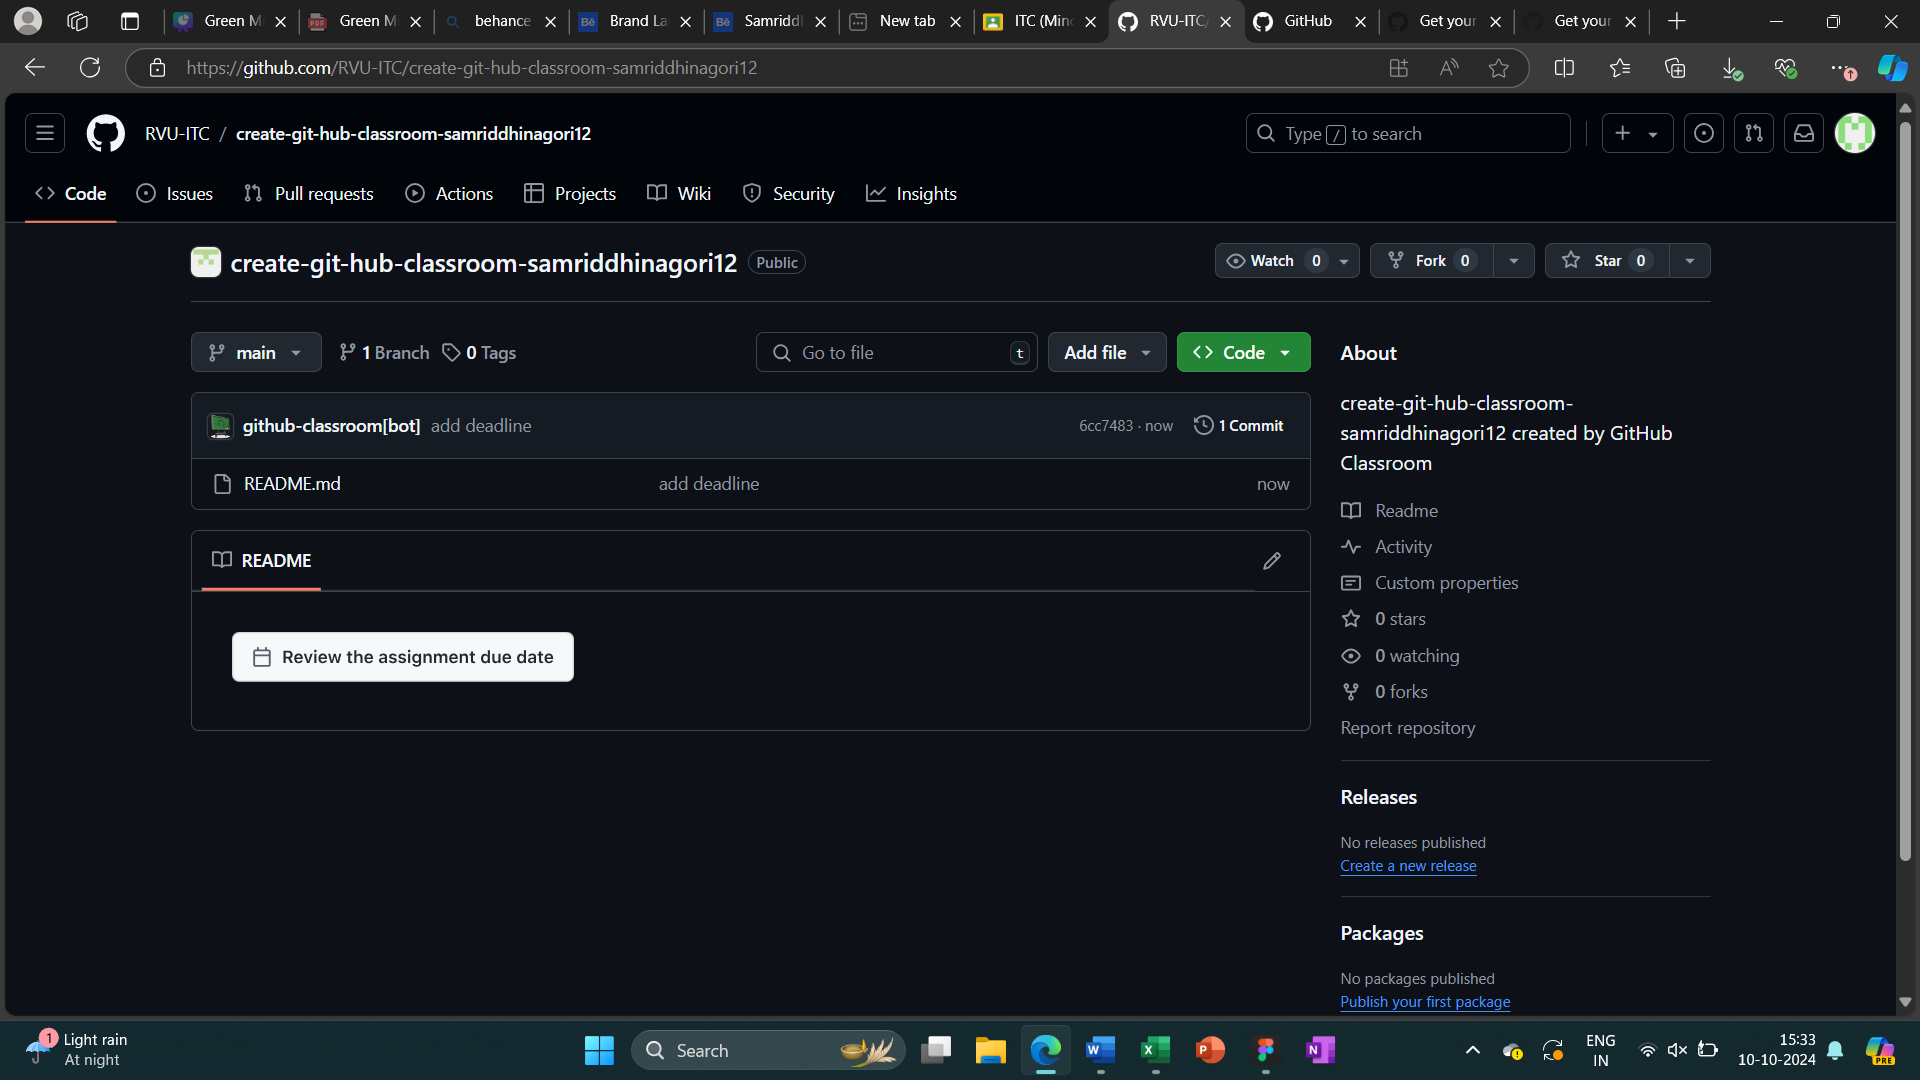 Green M
Green M
behance
Brand La
Samriddh
New tab
ITC (Min
RVU-ITC/
GitHub
Get your
Get your
https://github.com/RVU-ITC/create-git-hub-classroom-samriddhinagori12
RVU-ITC / create-git-hub-classroom-samriddhinagori12
Type / to search
Code
Issues
Pull requests
Actions
Projects
Wiki
Security
Insights
create-git-hub-classroom-samriddhinagori12 Public
Watch 0
Fork 0
Star 0
main
1 Branch
0 Tags
Go to file t
Add file
Code
github-classroom[bot] add deadline
6cc7483 · now
1 Commit
README.md add deadline now
README
Review the assignment due date
About
create-git-hub-classroom-
samriddhinagori12 created by GitHub
Classroom
Readme
Activity
Custom properties
0 stars
0 watching
0 forks
Report repository
Releases
No releases published
Create a new release
Packages
No packages published
Publish your first package
1
Light rain
At night
Search
ENG
IN
15:33
10-10-2024
PRE